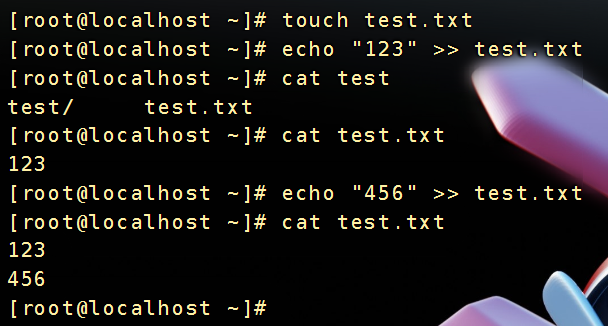 [root@localhost ~]# touch test.txt
[root@localhost ~]# echo "123" >> test.txt
[root@localhost ~]# cat test
test/     test.txt
[root@localhost ~]# cat test.txt
123
[root@localhost ~]# echo "456" >> test.txt
[root@localhost ~]# cat test.txt
123
456
[root@localhost ~]#